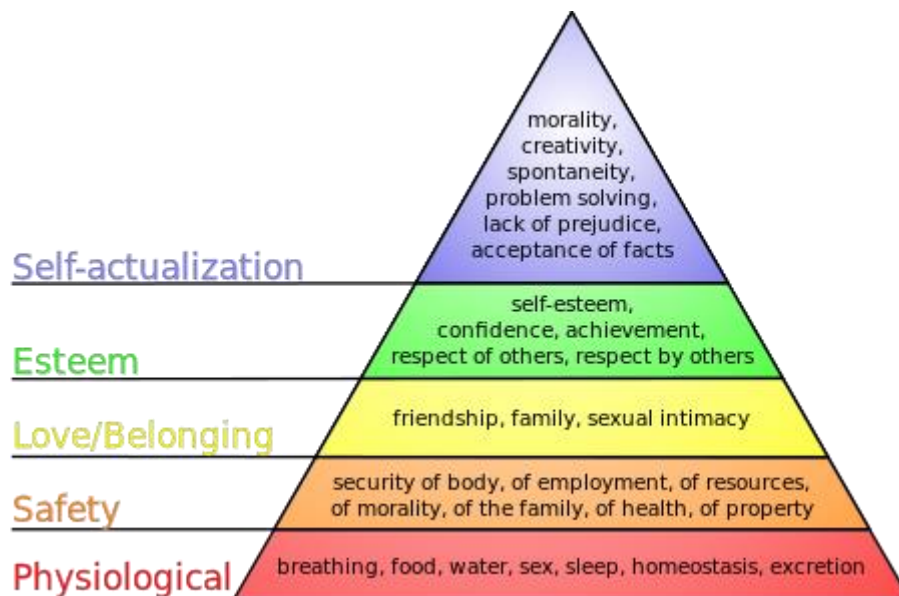 morality,
creativity,
spontaneity,
problem solving,
lack of prejudice,
acceptance of facts
Self-actualization
self-esteem,
confidence, achievement,
respect of others, respect by others
Esteem
friendship, family, sexual intimacy
Love/Belonging
security of body, of employment, of resources,
of morality, of the family, of health, of property
Safety
breathing, food, water, sex, sleep, homeostasis, excretion
Physiological